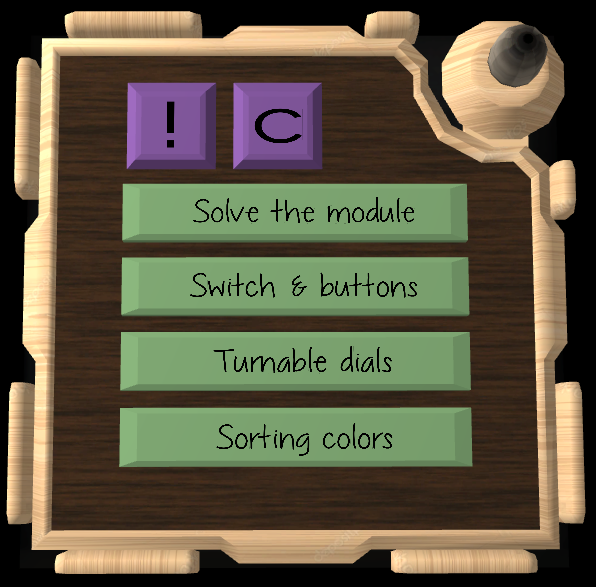 ! C
Solve the module
Switch & buttons
Turnable dials
Sorting colors